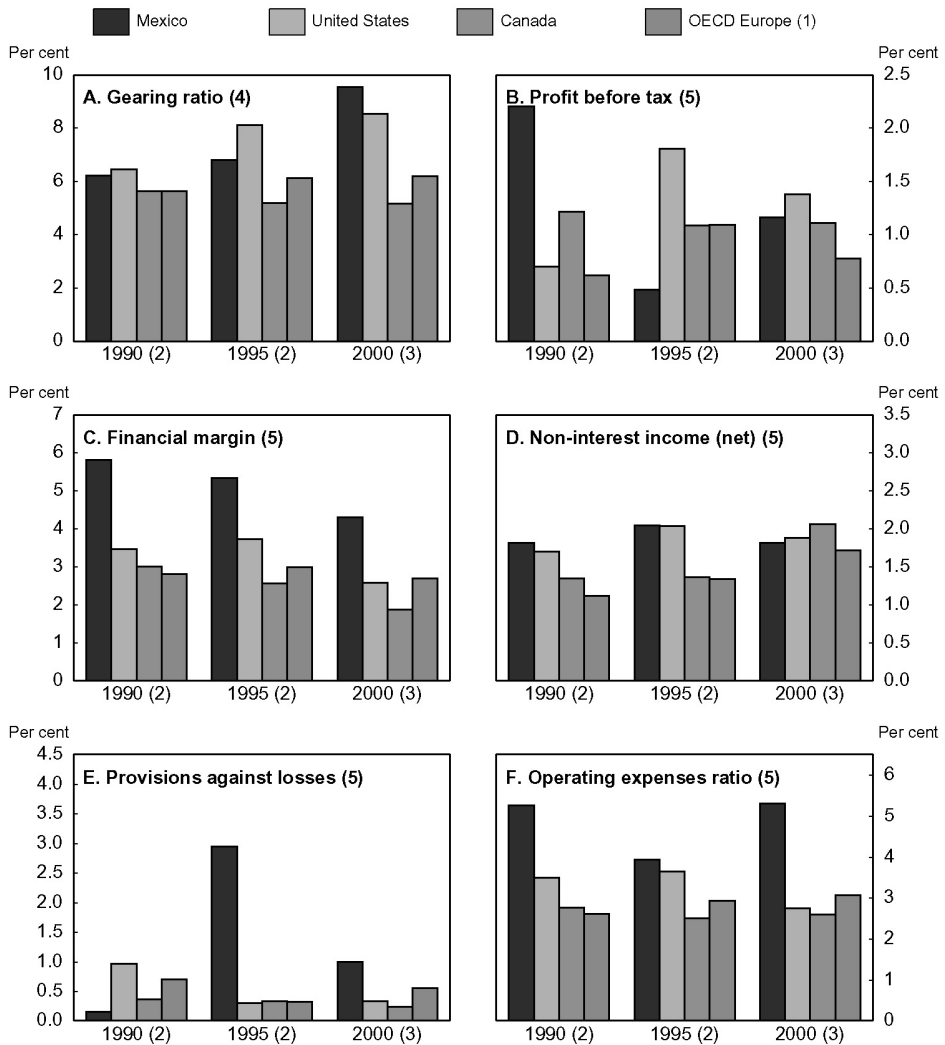 Mexico United States Canada OECD Europe (1)
Per cent
10
8
6
4
2
0
A. Gearing ratio (4)
1990 (2) 1995 (2) 2000 (3)
B. Profit before tax (5)
2.5
2.0
1.5
1.0
0.5
0.0
1990 (2) 1995 (2) 2000 (3)
Per cent
Per cent
7
6
5
4
3
2
1
0
C. Financial margin (5)
1990 (2) 1995 (2) 2000 (3)
Per cent
D. Non-interest income (net) (5)
3.5
3.0
2.5
2.0
1.5
1.0
0.5
0.0
1990 (2) 1995 (2) 2000 (3)
Per cent
4.5
4.0
3.5
3.0
2.5
2.0
1.5
1.0
0.5
0.0
E. Provisions against losses (5)
1990 (2) 1995 (2) 2000 (3)
Per cent
F. Operating expenses ratio (5)
6
5
4
3
2
1
0
1990 (2) 1995 (2) 2000 (3)